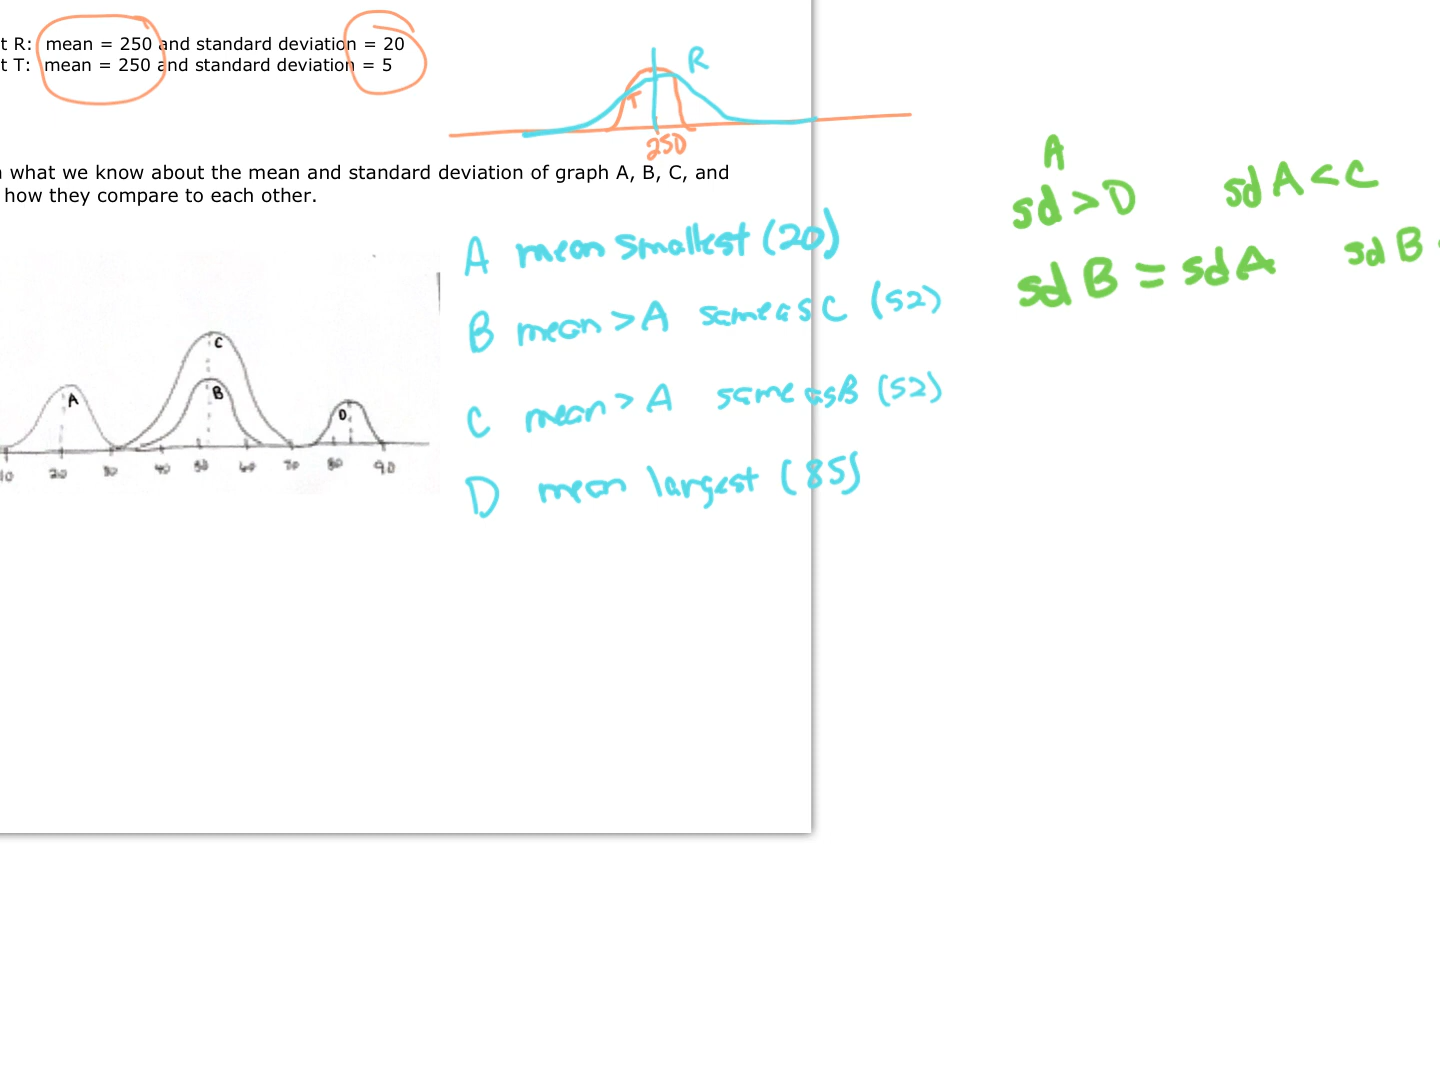 t R: mean = 250 and standard deviation = 20
t T: mean = 250 and standard deviation = 5
R
T
250
what we know about the mean and standard deviation of graph A, B, C, and
how they compare to each other.
A
sd > D
sd A < C
sd B = sd A
sd B
A mean smallest (20)
B mean > A same as C (52)
C mean > A same as B (52)
D mean largest (85)
C
A
B
D
10 20 30 40 50 60 70 80 90